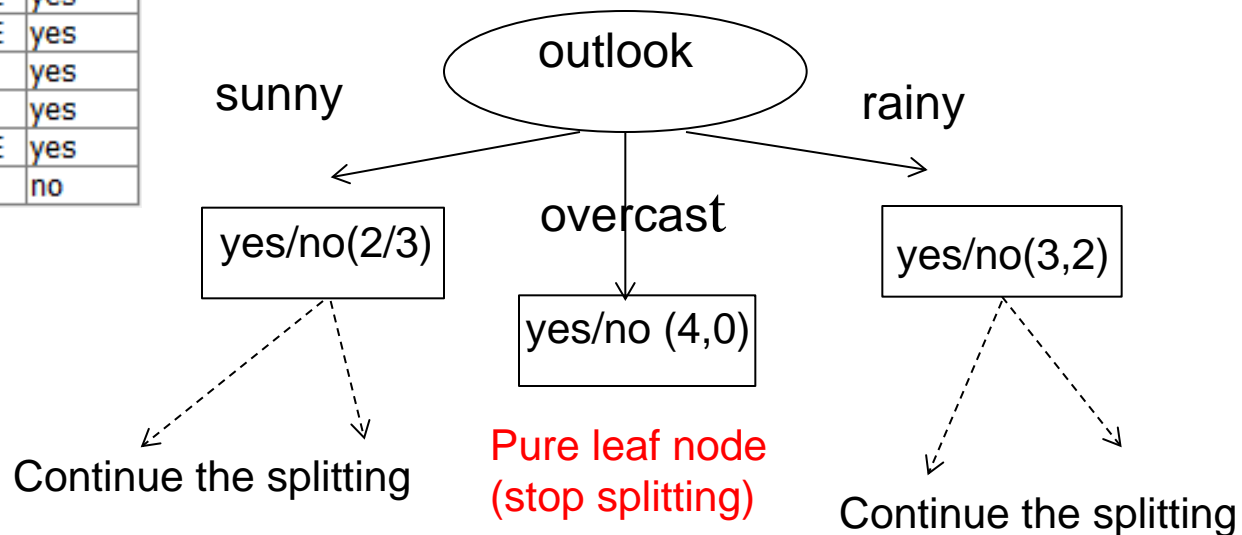 yes
E yes
yes
yes
E yes
no
outlook
sunny
rainy
overcast
yes/no(2/3)
yes/no(3,2)
yes/no (4,0)
Pure leaf node
(stop splitting)
Continue the splitting
Continue the splitting